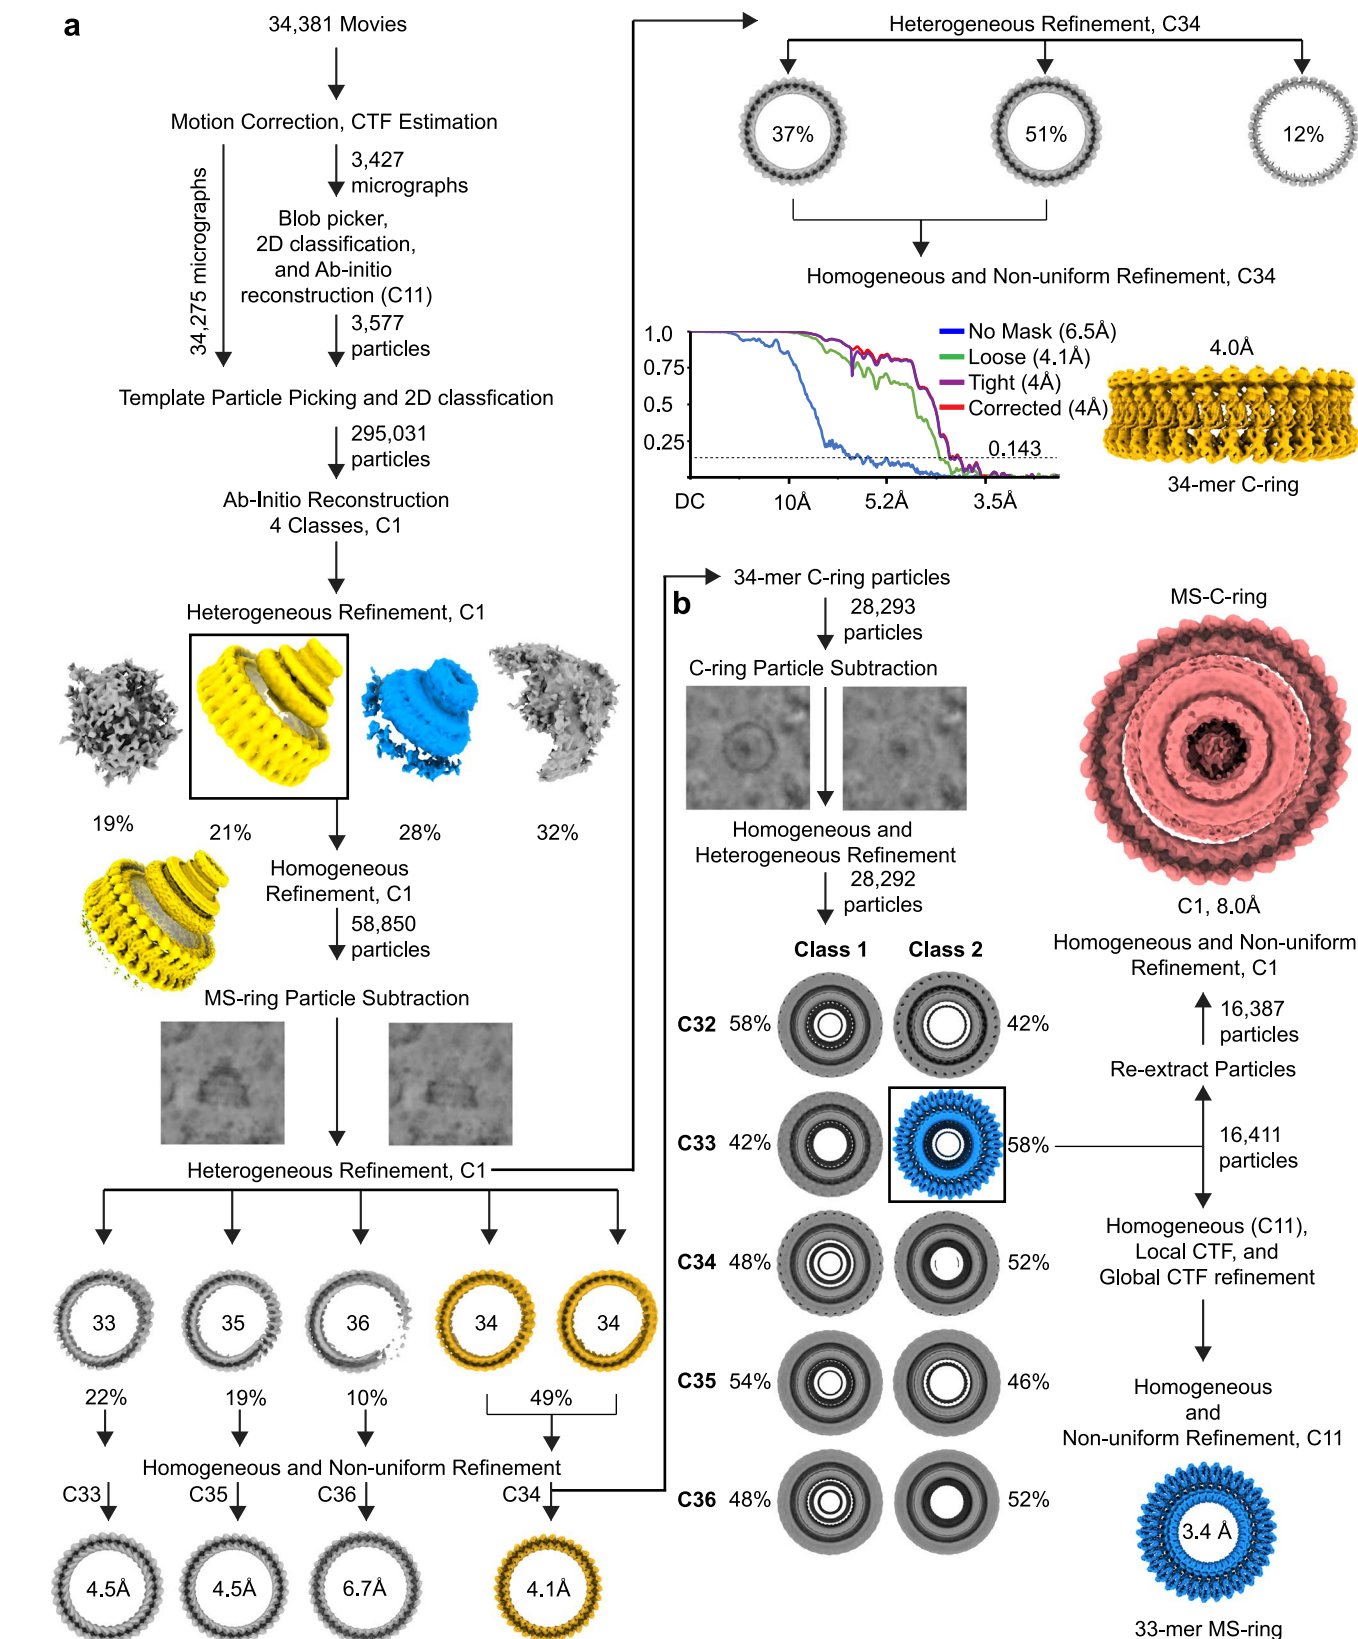 a
34,381 Movies
Motion Correction, CTF Estimation
34,275 micrographs
3,427
micrographs
Blob picker,
2D classification,
and Ab-initio
reconstruction (C11)
3,577
particles
Template Particle Picking and 2D classfication
295,031
particles
Ab-Initio Reconstruction
4 Classes, C1
Heterogeneous Refinement, C1
19%
21%
28%
32%
Homogeneous
Refinement, C1
58,850
particles
MS-ring Particle Subtraction
Heterogeneous Refinement, C1
33
35
36
34
34
22%
19%
10%
49%
Homogeneous and Non-uniform Refinement
C33
C35
C36
C34
4.5Å
4.5Å
6.7Å
4.1Å
Heterogeneous Refinement, C34
37%
51%
12%
Homogeneous and Non-uniform Refinement, C34
1.0
0.75
0.5
0.25
No Mask (6.5Å)
Loose (4.1Å)
Tight (4Å)
Corrected (4Å)
0.143
DC
10Å
5.2Å
3.5Å
4.0Å
34-mer C-ring
b
34-mer C-ring particles
28,293
particles
C-ring Particle Subtraction
Homogeneous and
Heterogeneous Refinement
28,292
particles
Class 1
Class 2
C32 58% 42%
C33 42% 58%
C34 48% 52%
C35 54% 46%
C36 48% 52%
MS-C-ring
C1, 8.0Å
Homogeneous and Non-uniform
Refinement, C1
16,387
particles
Re-extract Particles
16,411
particles
Homogeneous (C11),
Local CTF, and
Global CTF refinement
Homogeneous
and
Non-uniform Refinement, C11
3.4 Å
33-mer MS-ring